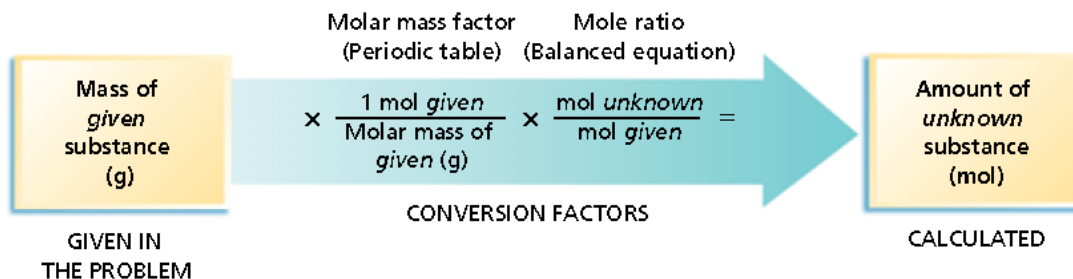 Molar mass factor
(Periodic table)
Mole ratio
(Balanced equation)
Mass of
given
substance
(g)
× 1 mol given / Molar mass of given (g) × mol unknown / mol given =
Amount of
unknown
substance
(mol)
CONVERSION FACTORS
GIVEN IN
THE PROBLEM
CALCULATED